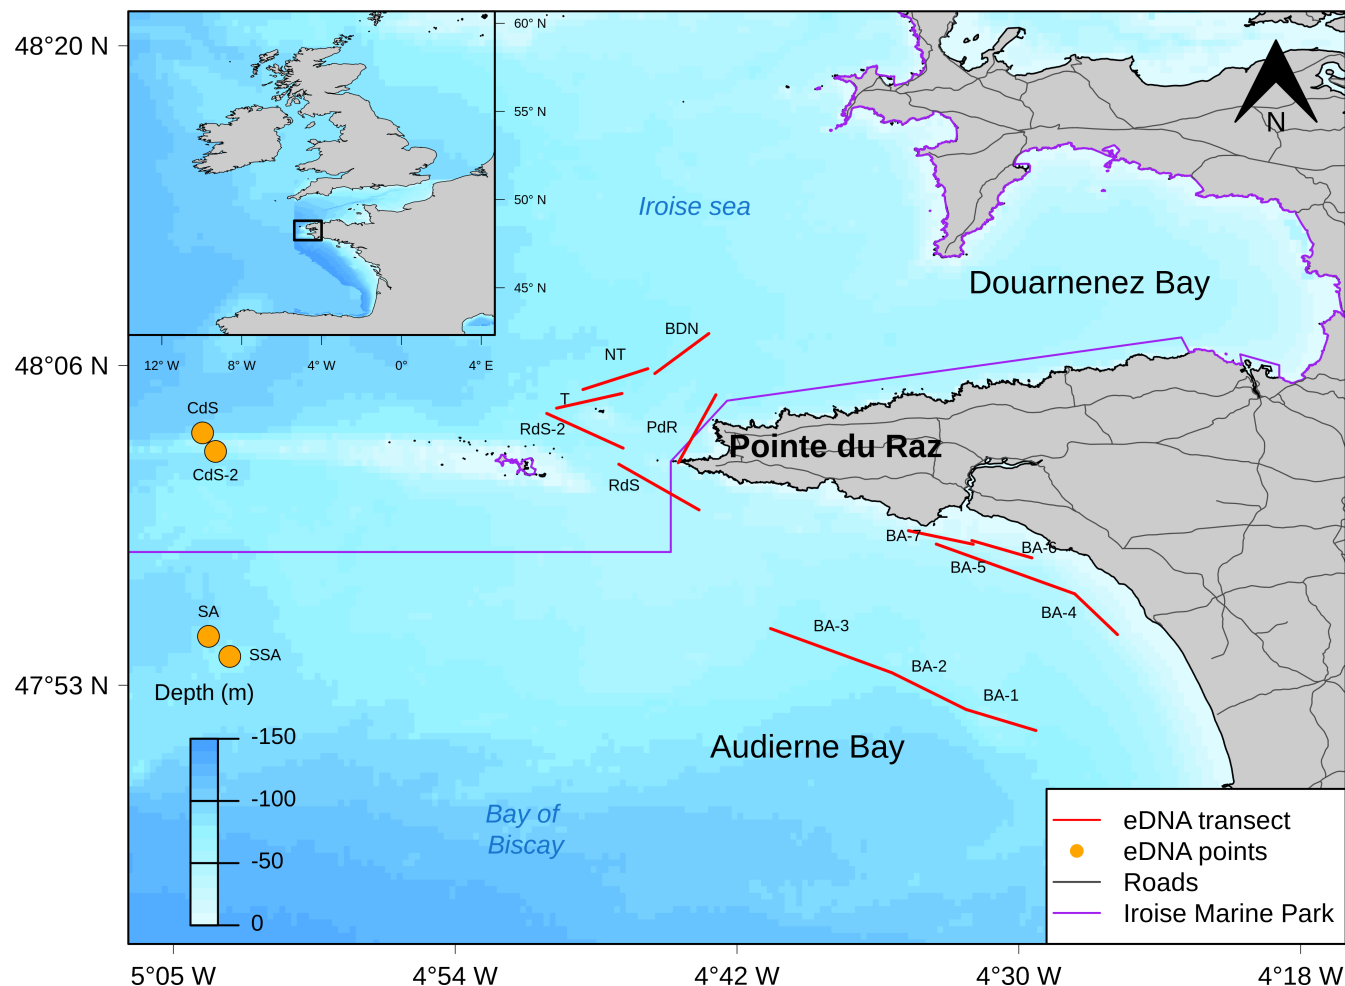 48°20 N
48°06 N
47°53 N
60° N
55° N
50° N
45° N
12° W
8° W
4° W
0°
4° E
N
Iroise sea
Douarnenez Bay
BDN
NT
T
RdS-2
PdR
Pointe du Raz
RdS
CdS
CdS-2
BA-7
BA-6
BA-5
BA-4
BA-3
BA-2
BA-1
SA
SSA
Audierne Bay
Bay of
Biscay
Depth (m)
-150
-100
-50
0
eDNA transect
eDNA points
Roads
Iroise Marine Park
5°05 W
4°54 W
4°42 W
4°30 W
4°18 W